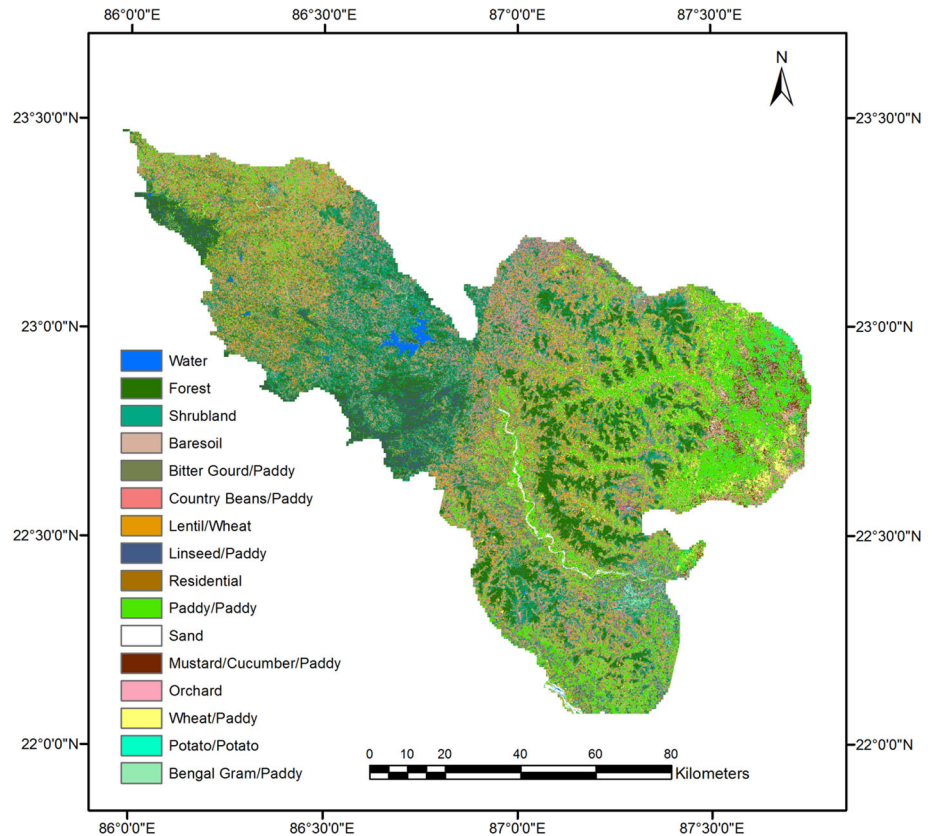 86°0'0"E 86°30'0"E 87°0'0"E 87°30'0"E
N
23°30'0"N 23°30'0"N
23°0'0"N 23°0'0"N
Water
Forest
Shrubland
Baresoil
Bitter Gourd/Paddy
Country Beans/Paddy
Lentil/Wheat
Linseed/Paddy
Residential
Paddy/Paddy
Sand
Mustard/Cucumber/Paddy
Orchard
Wheat/Paddy
Potato/Potato
Bengal Gram/Paddy
22°30'0"N 22°30'0"N
22°0'0"N 22°0'0"N
0 10 20 40 60 80
Kilometers
86°0'0"E 86°30'0"E 87°0'0"E 87°30'0"E